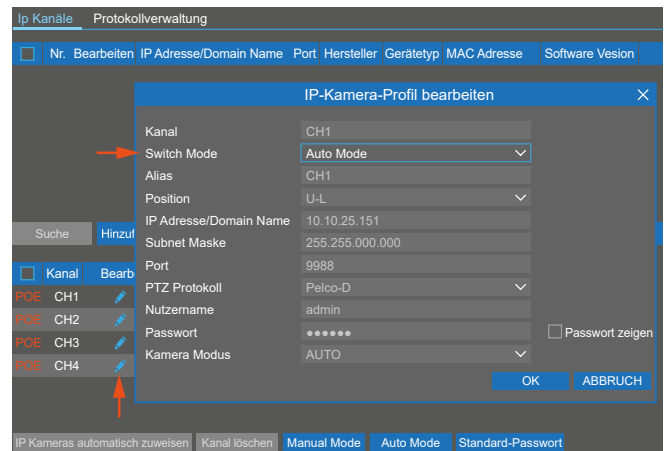 Ip Kanäle Protokollverwaltung
Nr. Bearbeiten IP Adresse/Domain Name Port Hersteller Gerätetyp MAC Adresse Software Vesion
IP-Kamera-Profil bearbeiten
Kanal CH1
Switch Mode Auto Mode
Alias CH1
Position U-L
IP Adresse/Domain Name 10.10.25.151
Subnet Maske 255.255.000.000
Port 9988
PTZ Protokoll Pelco-D
Nutzername admin
Passwort ●●●●●● Passwort zeigen
Kamera Modus AUTO
OK ABBRUCH
Suche Hinzuf
Kanal Bearb
POE CH1
POE CH2
POE CH3
POE CH4
IP Kameras automatisch zuweisen Kanal löschen Manual Mode Auto Mode Standard-Passwort